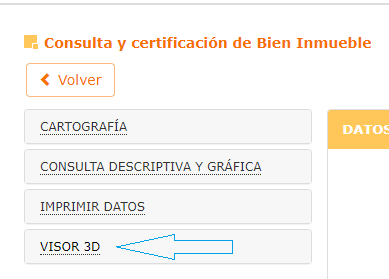 Consulta y certificación de Bien Inmueble
Volver
CARTOGRAFÍA
DATOS
CONSULTA DESCRIPTIVA Y GRÁFICA
IMPRIMIR DATOS
VISOR 3D